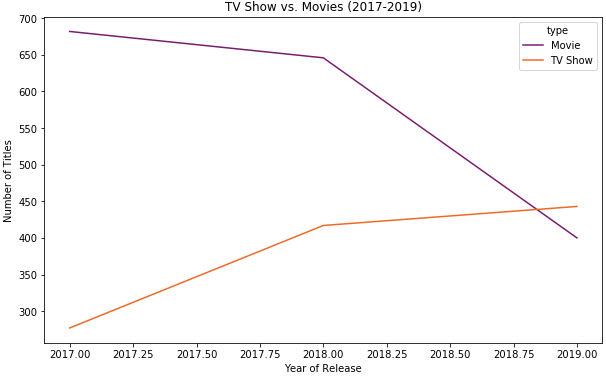 TV Show vs. Movies (2017-2019)
type
Movie
TV Show
Number of Titles
700
650
600
550
500
450
400
350
300
2017.00 2017.25 2017.50 2017.75 2018.00 2018.25 2018.50 2018.75 2019.00
Year of Release